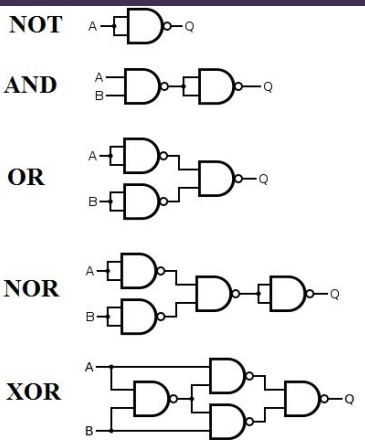 NOT A Q
AND A B Q
OR A B Q
NOR A B Q
XOR A B Q